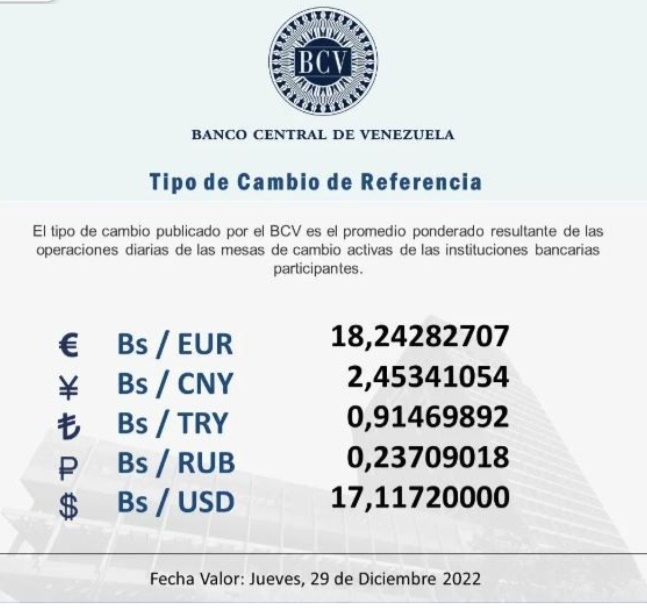 BCV
BANCO CENTRAL DE VENEZUELA
Tipo de Cambio de Referencia
El tipo de cambio publicado por el BCV es el promedio ponderado resultante de las
operaciones diarias de las mesas de cambio activas de las instituciones bancarias
participantes.
€ Bs / EUR 18,24282707
¥ Bs / CNY 2,45341054
₺ Bs / TRY 0,91469892
₽ Bs / RUB 0,23709018
$ Bs / USD 17,11720000
Fecha Valor: Jueves, 29 de Diciembre 2022